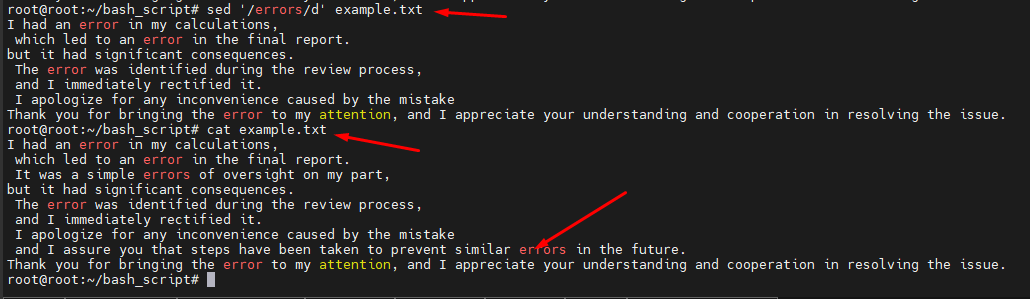 root@root:~/bash_script# sed '/errors/d' example.txt
I had an error in my calculations,
 which led to an error in the final report.
but it had significant consequences.
 The error was identified during the review process,
 and I immediately rectified it.
 I apologize for any inconvenience caused by the mistake
Thank you for bringing the error to my attention, and I appreciate your understanding and cooperation in resolving the issue.
root@root:~/bash_script# cat example.txt
I had an error in my calculations,
 which led to an error in the final report.
 It was a simple errors of oversight on my part,
but it had significant consequences.
 The error was identified during the review process,
 and I immediately rectified it.
 I apologize for any inconvenience caused by the mistake
 and I assure you that steps have been taken to prevent similar errors in the future.
Thank you for bringing the error to my attention, and I appreciate your understanding and cooperation in resolving the issue.
root@root:~/bash_script#